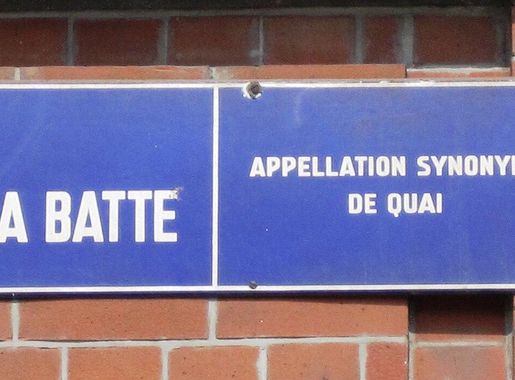 A BATTE
APPELLATION SYNONY
DE QUAI